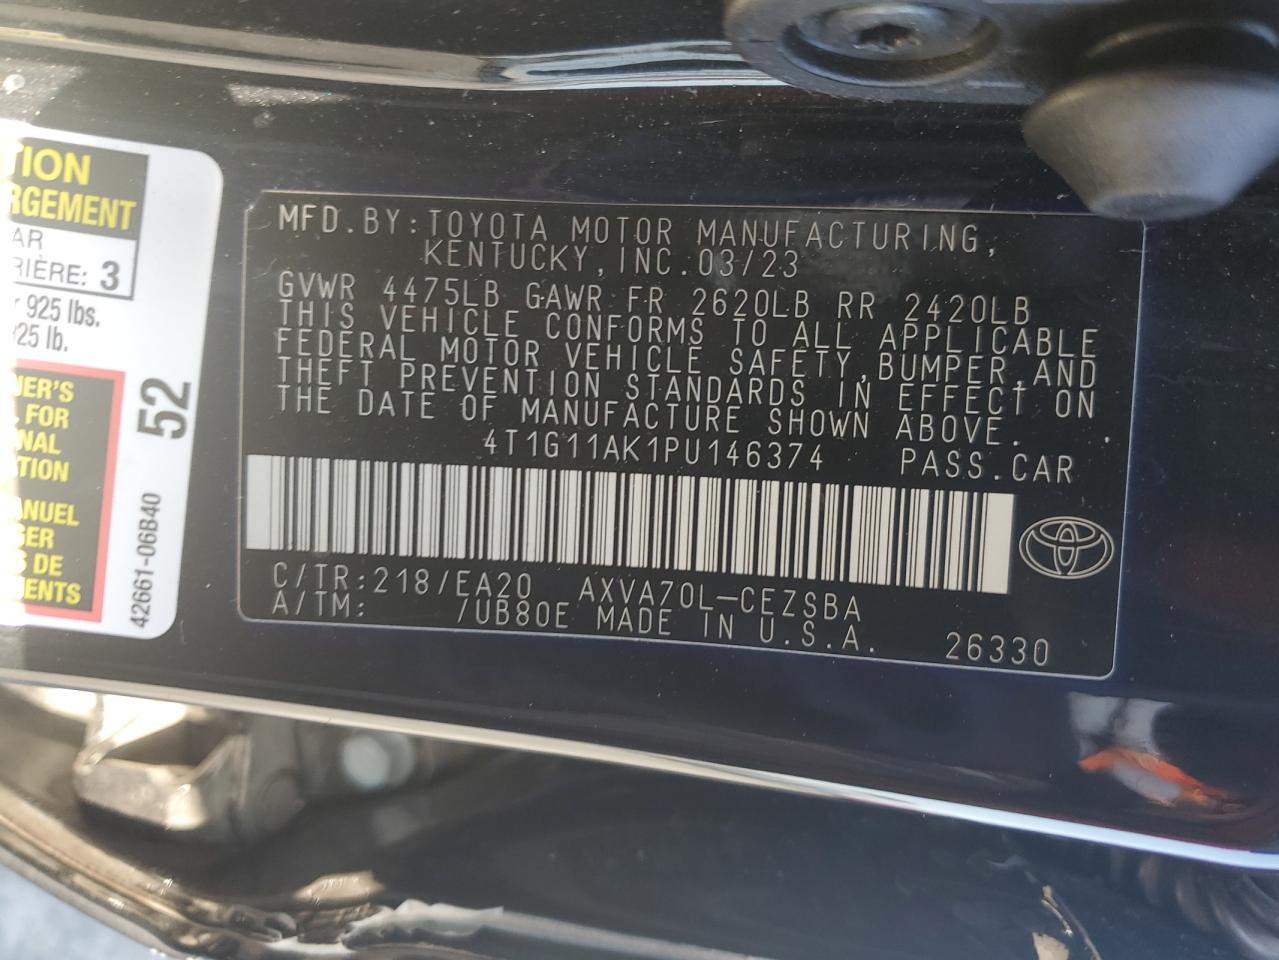 TION
RGEMENT
AR
RIÈRE: 3
925 lbs.
25 lb.
NER'S
FOR
NAL
TION
ANUEL
GER
S DE
MENTS
52
42661-06B40
MFD.BY:TOYOTA MOTOR MANUFACTURING,
KENTUCKY,INC.03/23
GVWR 4475LB GAWR FR 2620LB RR 2420LB
THIS VEHICLE CONFORMS TO ALL APPLICABLE
FEDERAL MOTOR VEHICLE SAFETY,BUMPER,AND
THEFT PREVENTION STANDARDS IN EFFECT ON
THE DATE OF MANUFACTURE SHOWN ABOVE.
4T1G11AK1PU146374 PASS.CAR
C/TR:218/EA20 AXVA70L-CEZSBA
A/TM: /UB80E MADE IN U.S.A. 26330